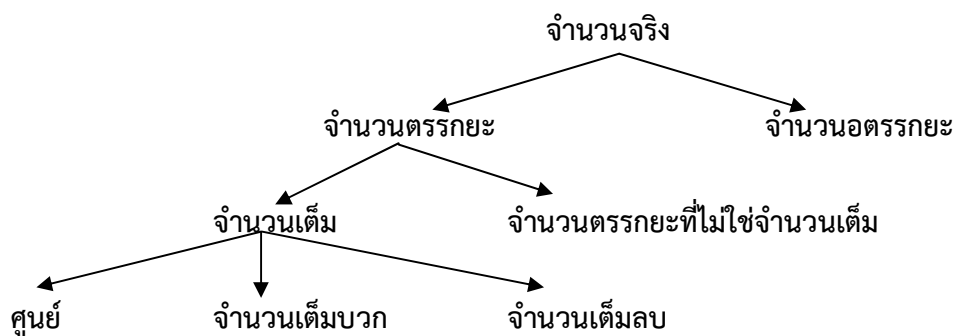 จำนวนจริง
จำนวนตรรกยะ จำนวนอตรรกยะ
จำนวนเต็ม จำนวนตรรกยะที่ไม่ใช่จำนวนเต็ม
ศูนย์ จำนวนเต็มบวก จำนวนเต็มลบ